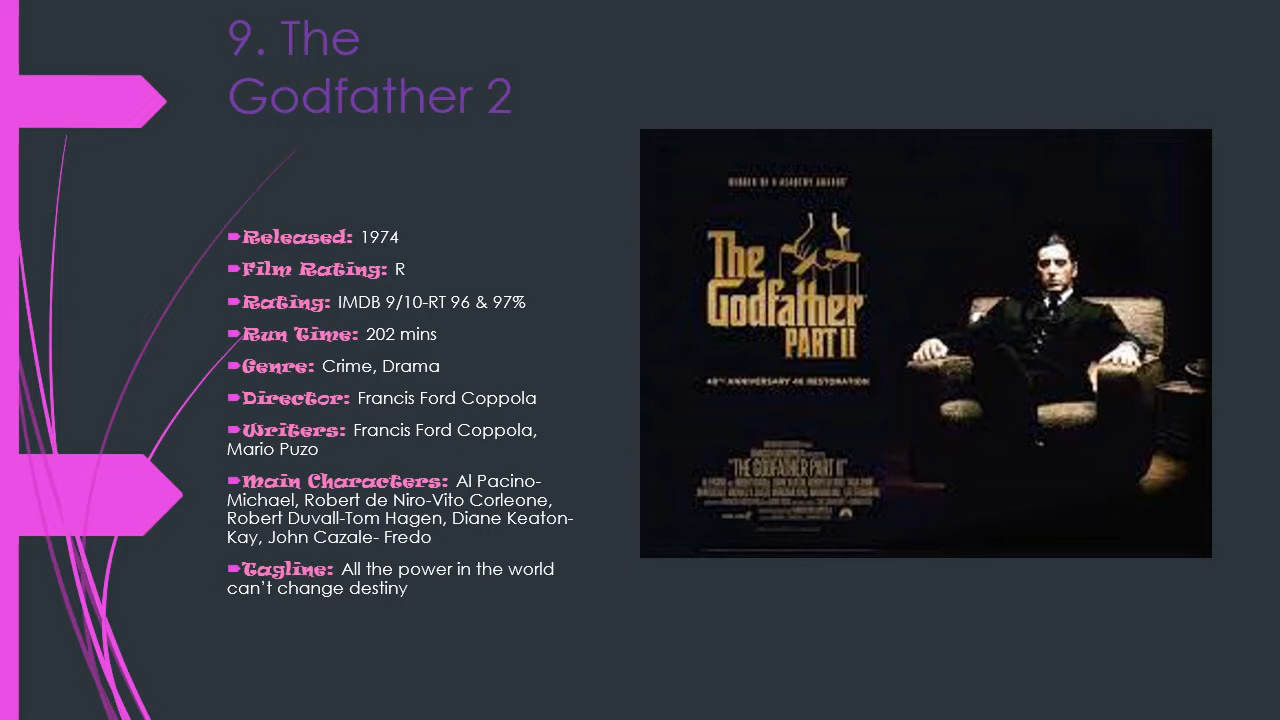 9. The
Godfather 2
Released: 1974
Film Rating: R
Rating: IMDB 9/10-RT 96 & 97%
Run Time: 202 mins
Genre: Crime, Drama
Director: Francis Ford Coppola
Writers: Francis Ford Coppola,
Mario Puzo
Main Characters: Al Pacino-
Michael, Robert de Niro-Vito Corleone,
Robert Duvall-Tom Hagen, Diane Keaton-
Kay, John Cazale- Fredo
Tagline: All the power in the world
can't change destiny
The
Godfather
PART II
ANNIVERSARY 4K RESTORATION
"THE GODFATHER PART II"